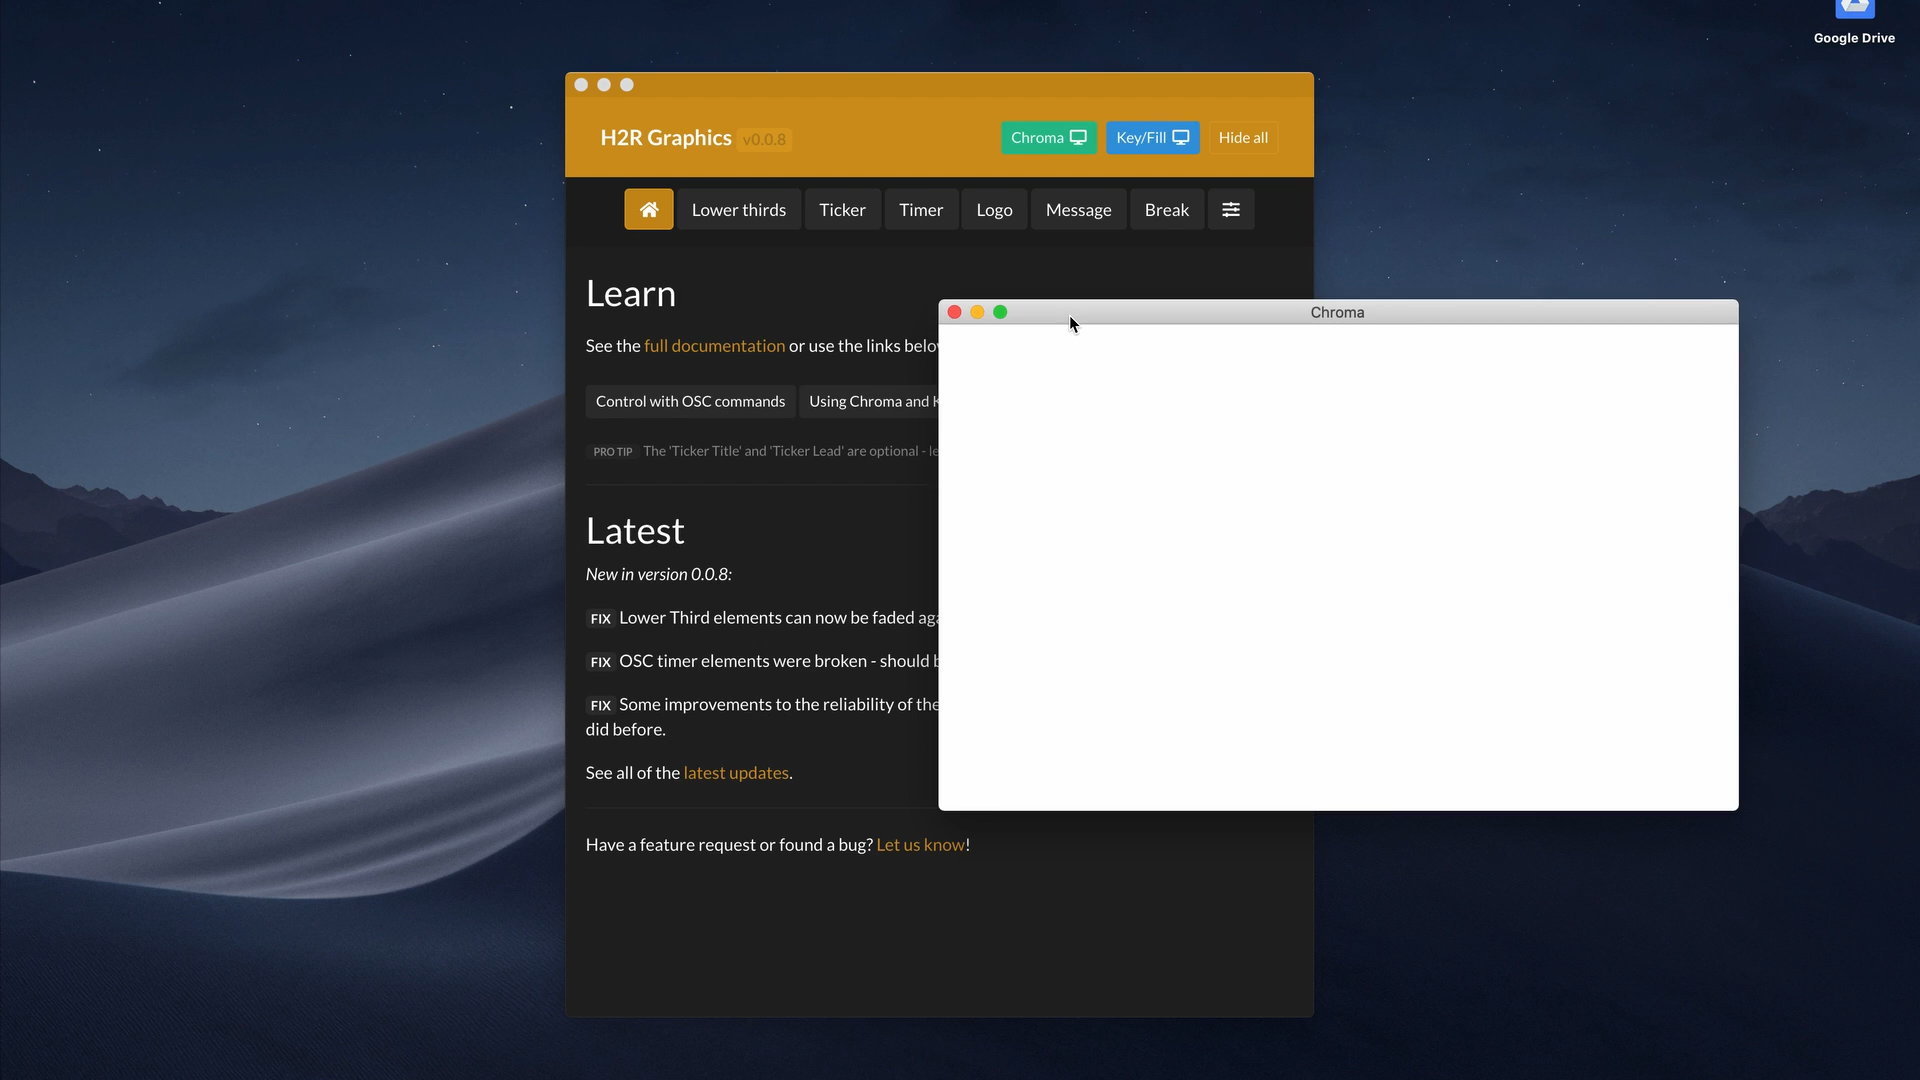 Google Drive
H2R Graphics v0.0.8
Chroma
Key/Fill
Hide all
Lower thirds
Ticker
Timer
Logo
Message
Break
Learn
See the full documentation or use the links
Chroma
Control with OSC commands
Using Chroma and
PRO TIP The 'Ticker Title' and 'Ticker Lead' are optional -
Latest
New in version 0.0.8:
FIX Lower Third elements can now be faded
FIX OSC timer elements were broken - should
FIX Some improvements to the reliability of the
did before.
See all of the latest updates.
Have a feature request or found a bug? Let us know!